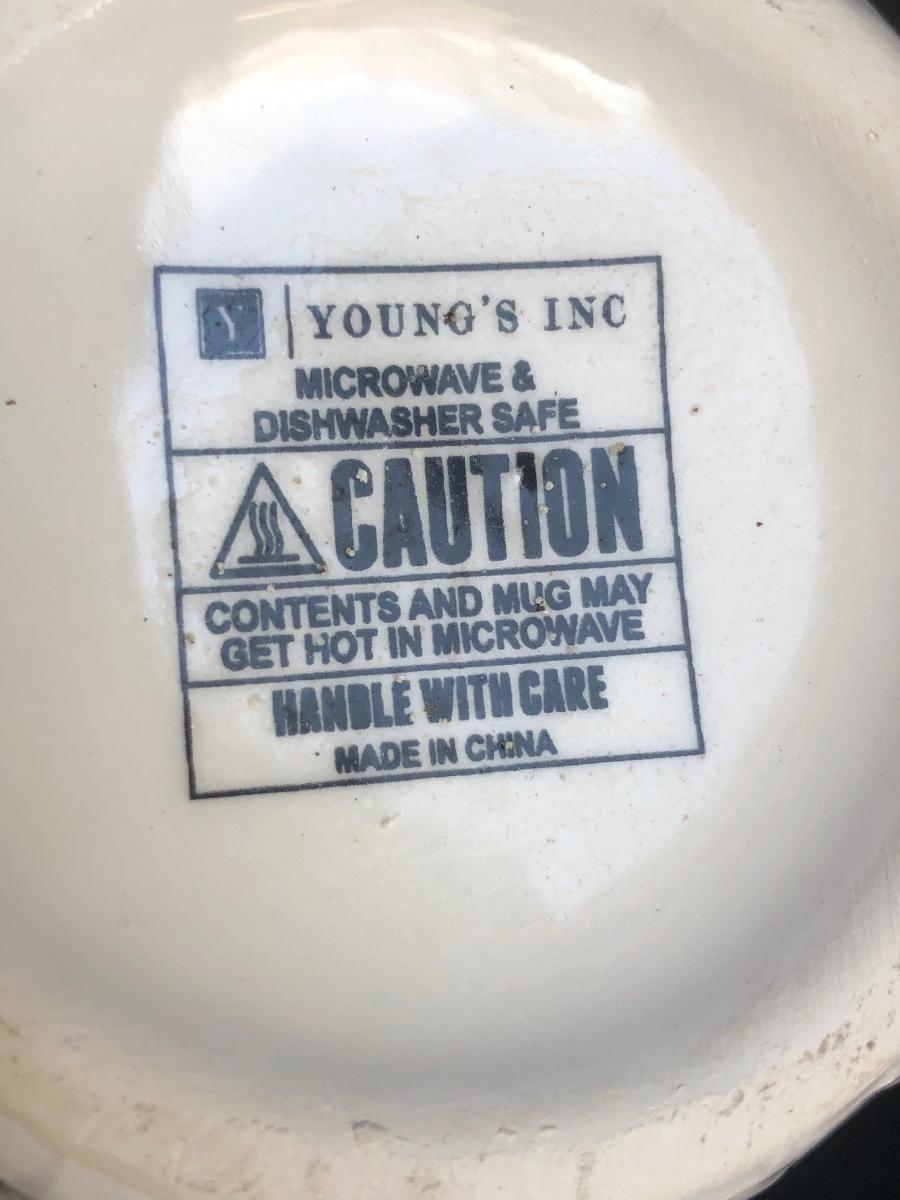 Y | YOUNG'S INC
MICROWAVE &
DISHWASHER SAFE
CAUTION
CONTENTS AND MUG MAY
GET HOT IN MICROWAVE
HANDLE WITH CARE
MADE IN CHINA